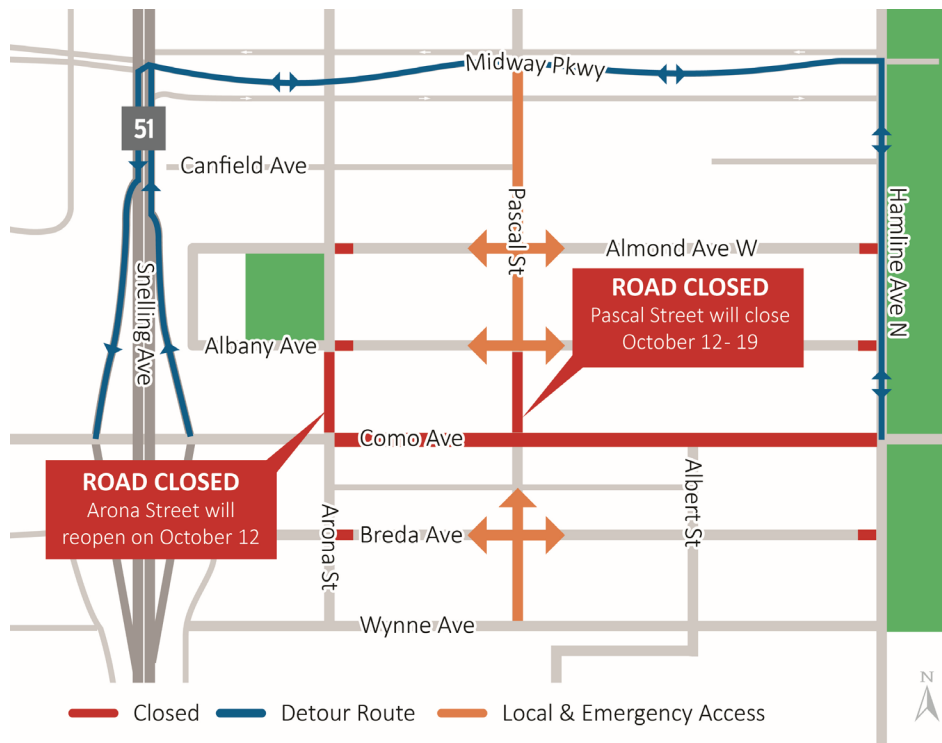 Midway Pkwy
51
Canfield Ave
Pascal St
Hamline Ave N
Almond Ave W
Snelling Ave
ROAD CLOSED
Pascal Street will close
October 12- 19
Albany Ave
Como Ave
ROAD CLOSED
Arona Street will
reopen on October 12
Albert St
Arona St
Breda Ave
Wynne Ave
N
Closed
Detour Route
Local & Emergency Access